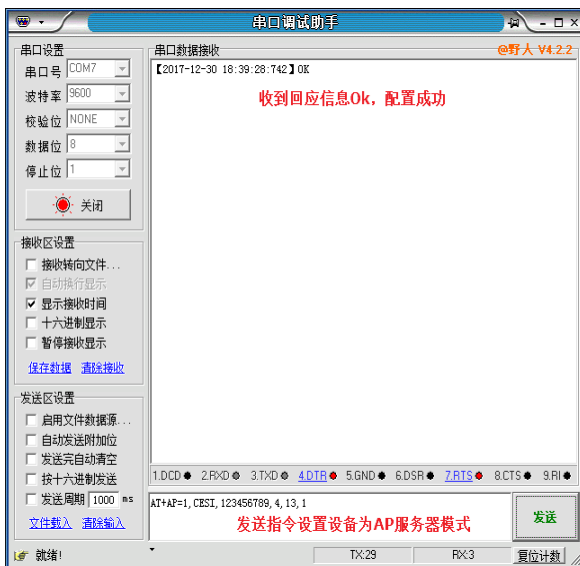 串口调试助手
串口设置
串口号 COM7
波特率 9600
校验位 NONE
数据位 8
停止位 1
关闭
接收区设置
接收转向文件...
自动换行显示
显示接收时间
十六进制显示
暂停接收显示
保存数据 清除接收
发送区设置
启用文件数据源...
自动发送附加位
发送完自动清空
按十六进制发送
发送周期 1000 ms
文件载入 清除输入
串口数据接收
@野人 V4.2.2
【2017-12-30 18:39:28:742】OK
收到回应信息Ok，配置成功
1.DCD 2.RXD 3.TXD 4.DTR 5.GND 6.DSR 7.RTS 8.CTS 9.RI
AT+AP=1,CESI,123456789,4,13,1
发送指令设置设备为AP服务器模式
发送
就绪! TX:29 RX:3 复位计数